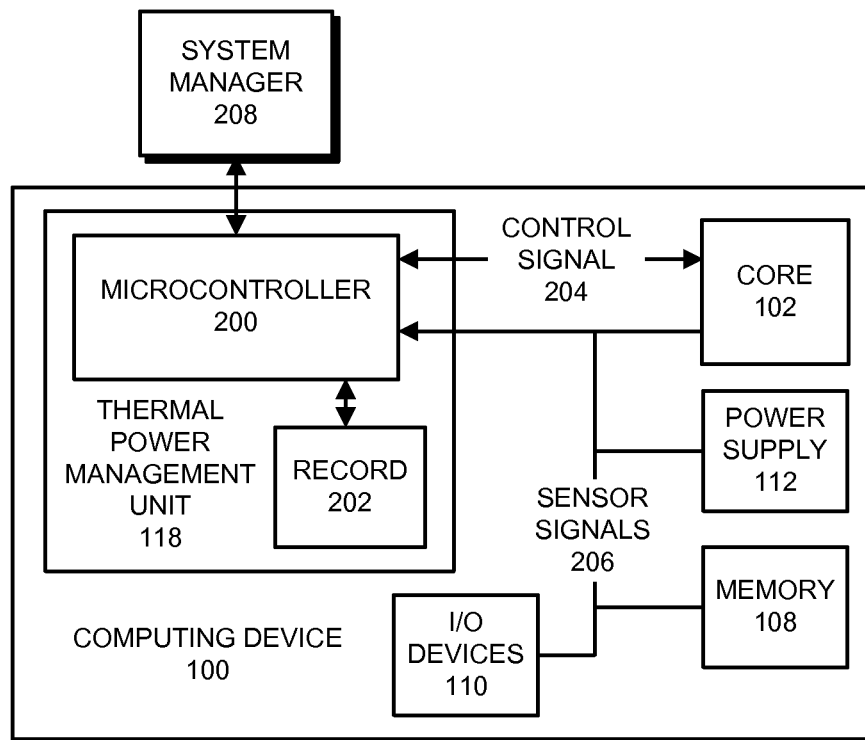 SYSTEM
MANAGER
208
MICROCONTROLLER
200
CONTROL
SIGNAL
204
CORE
102
THERMAL
POWER
MANAGEMENT
UNIT
118
RECORD
202
POWER
SUPPLY
112
SENSOR
SIGNALS
206
MEMORY
108
I/O
DEVICES
110
COMPUTING DEVICE
100